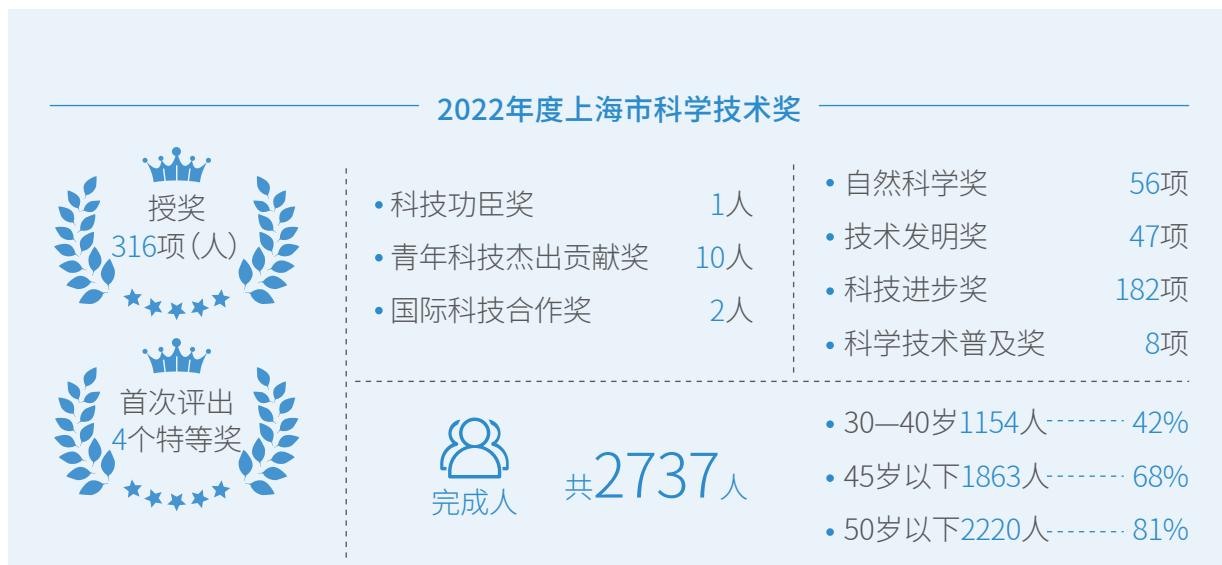 2022年度上海市科学技术奖
授奖
316项（人）
首次评出
4个特等奖
科技功臣奖 1人
青年科技杰出贡献奖 10人
国际科技合作奖 2人
自然科学奖 56项
技术发明奖 47项
科技进步奖 182项
科学技术普及奖 8项
完成人
共2737人
30—40岁1154人 42%
45岁以下1863人 68%
50岁以下2220人 81%